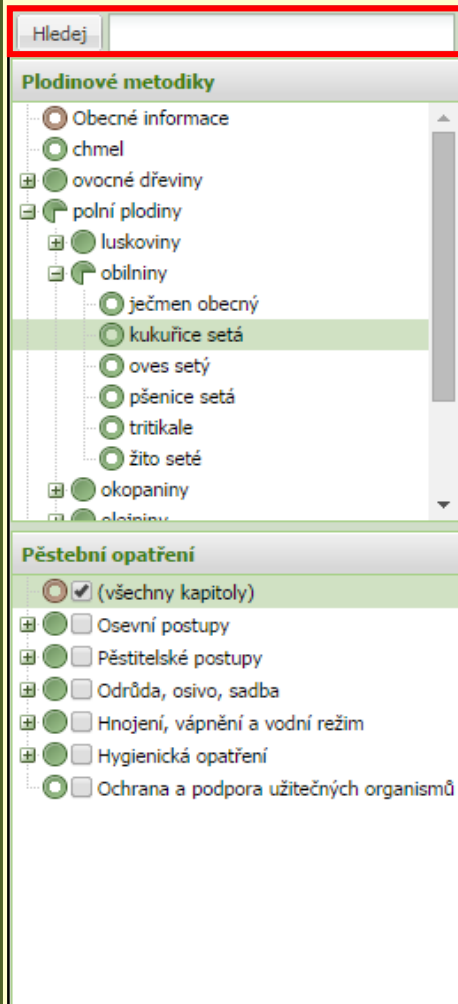 Hledej
Plodinové metodiky
Obecné informace
chmel
ovocné dřeviny
polní plodiny
luskoviny
obilniny
ječmen obecný
kukuřice setá
oves setý
pšenice setá
tritikale
žito seté
okopaniny
olejniny
Pěstební opatření
(všechny kapitoly)
Osevní postupy
Pěstitelské postupy
Odrůda, osivo, sadba
Hnojení, vápnění a vodní režim
Hygienická opatření
Ochrana a podpora užitečných organismů